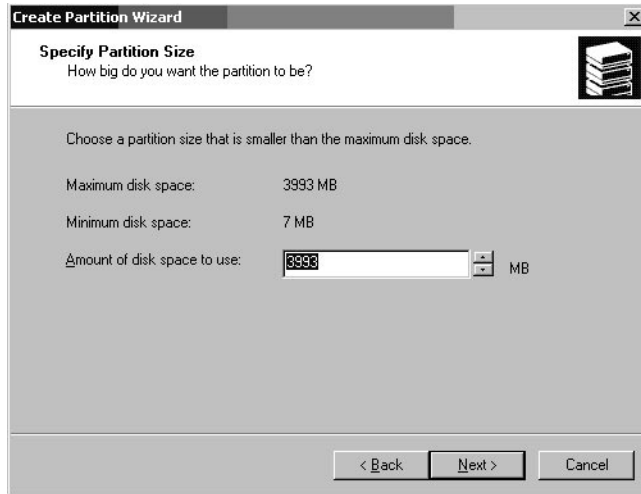 Create Partition Wizard
Specify Partition Size
How big do you want the partition to be?
Choose a partition size that is smaller than the maximum disk space.
Maximum disk space: 3993 MB
Minimum disk space: 7 MB
Amount of disk space to use: 3993 MB
< Back Next > Cancel